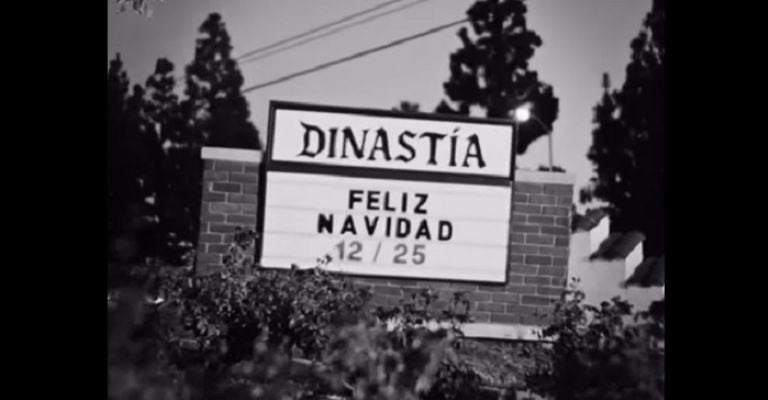 DINASTÍA
FELIZ
NAVIDAD
12 / 25